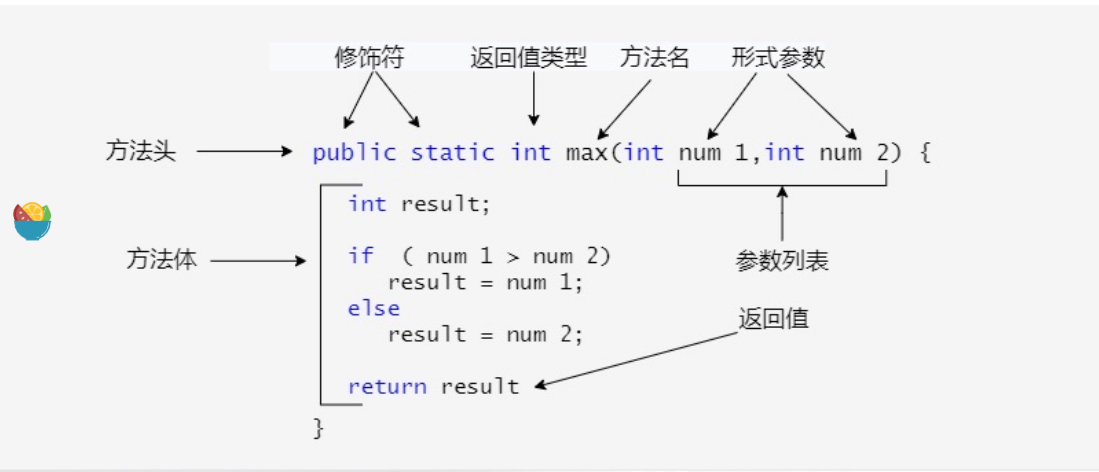 修饰符 返回值类型 方法名 形式参数
方法头 public static int max(int num 1,int num 2) {
int result;
方法体 if ( num 1 > num 2) 参数列表
result = num 1;
else
返回值
result = num 2;
return result
}